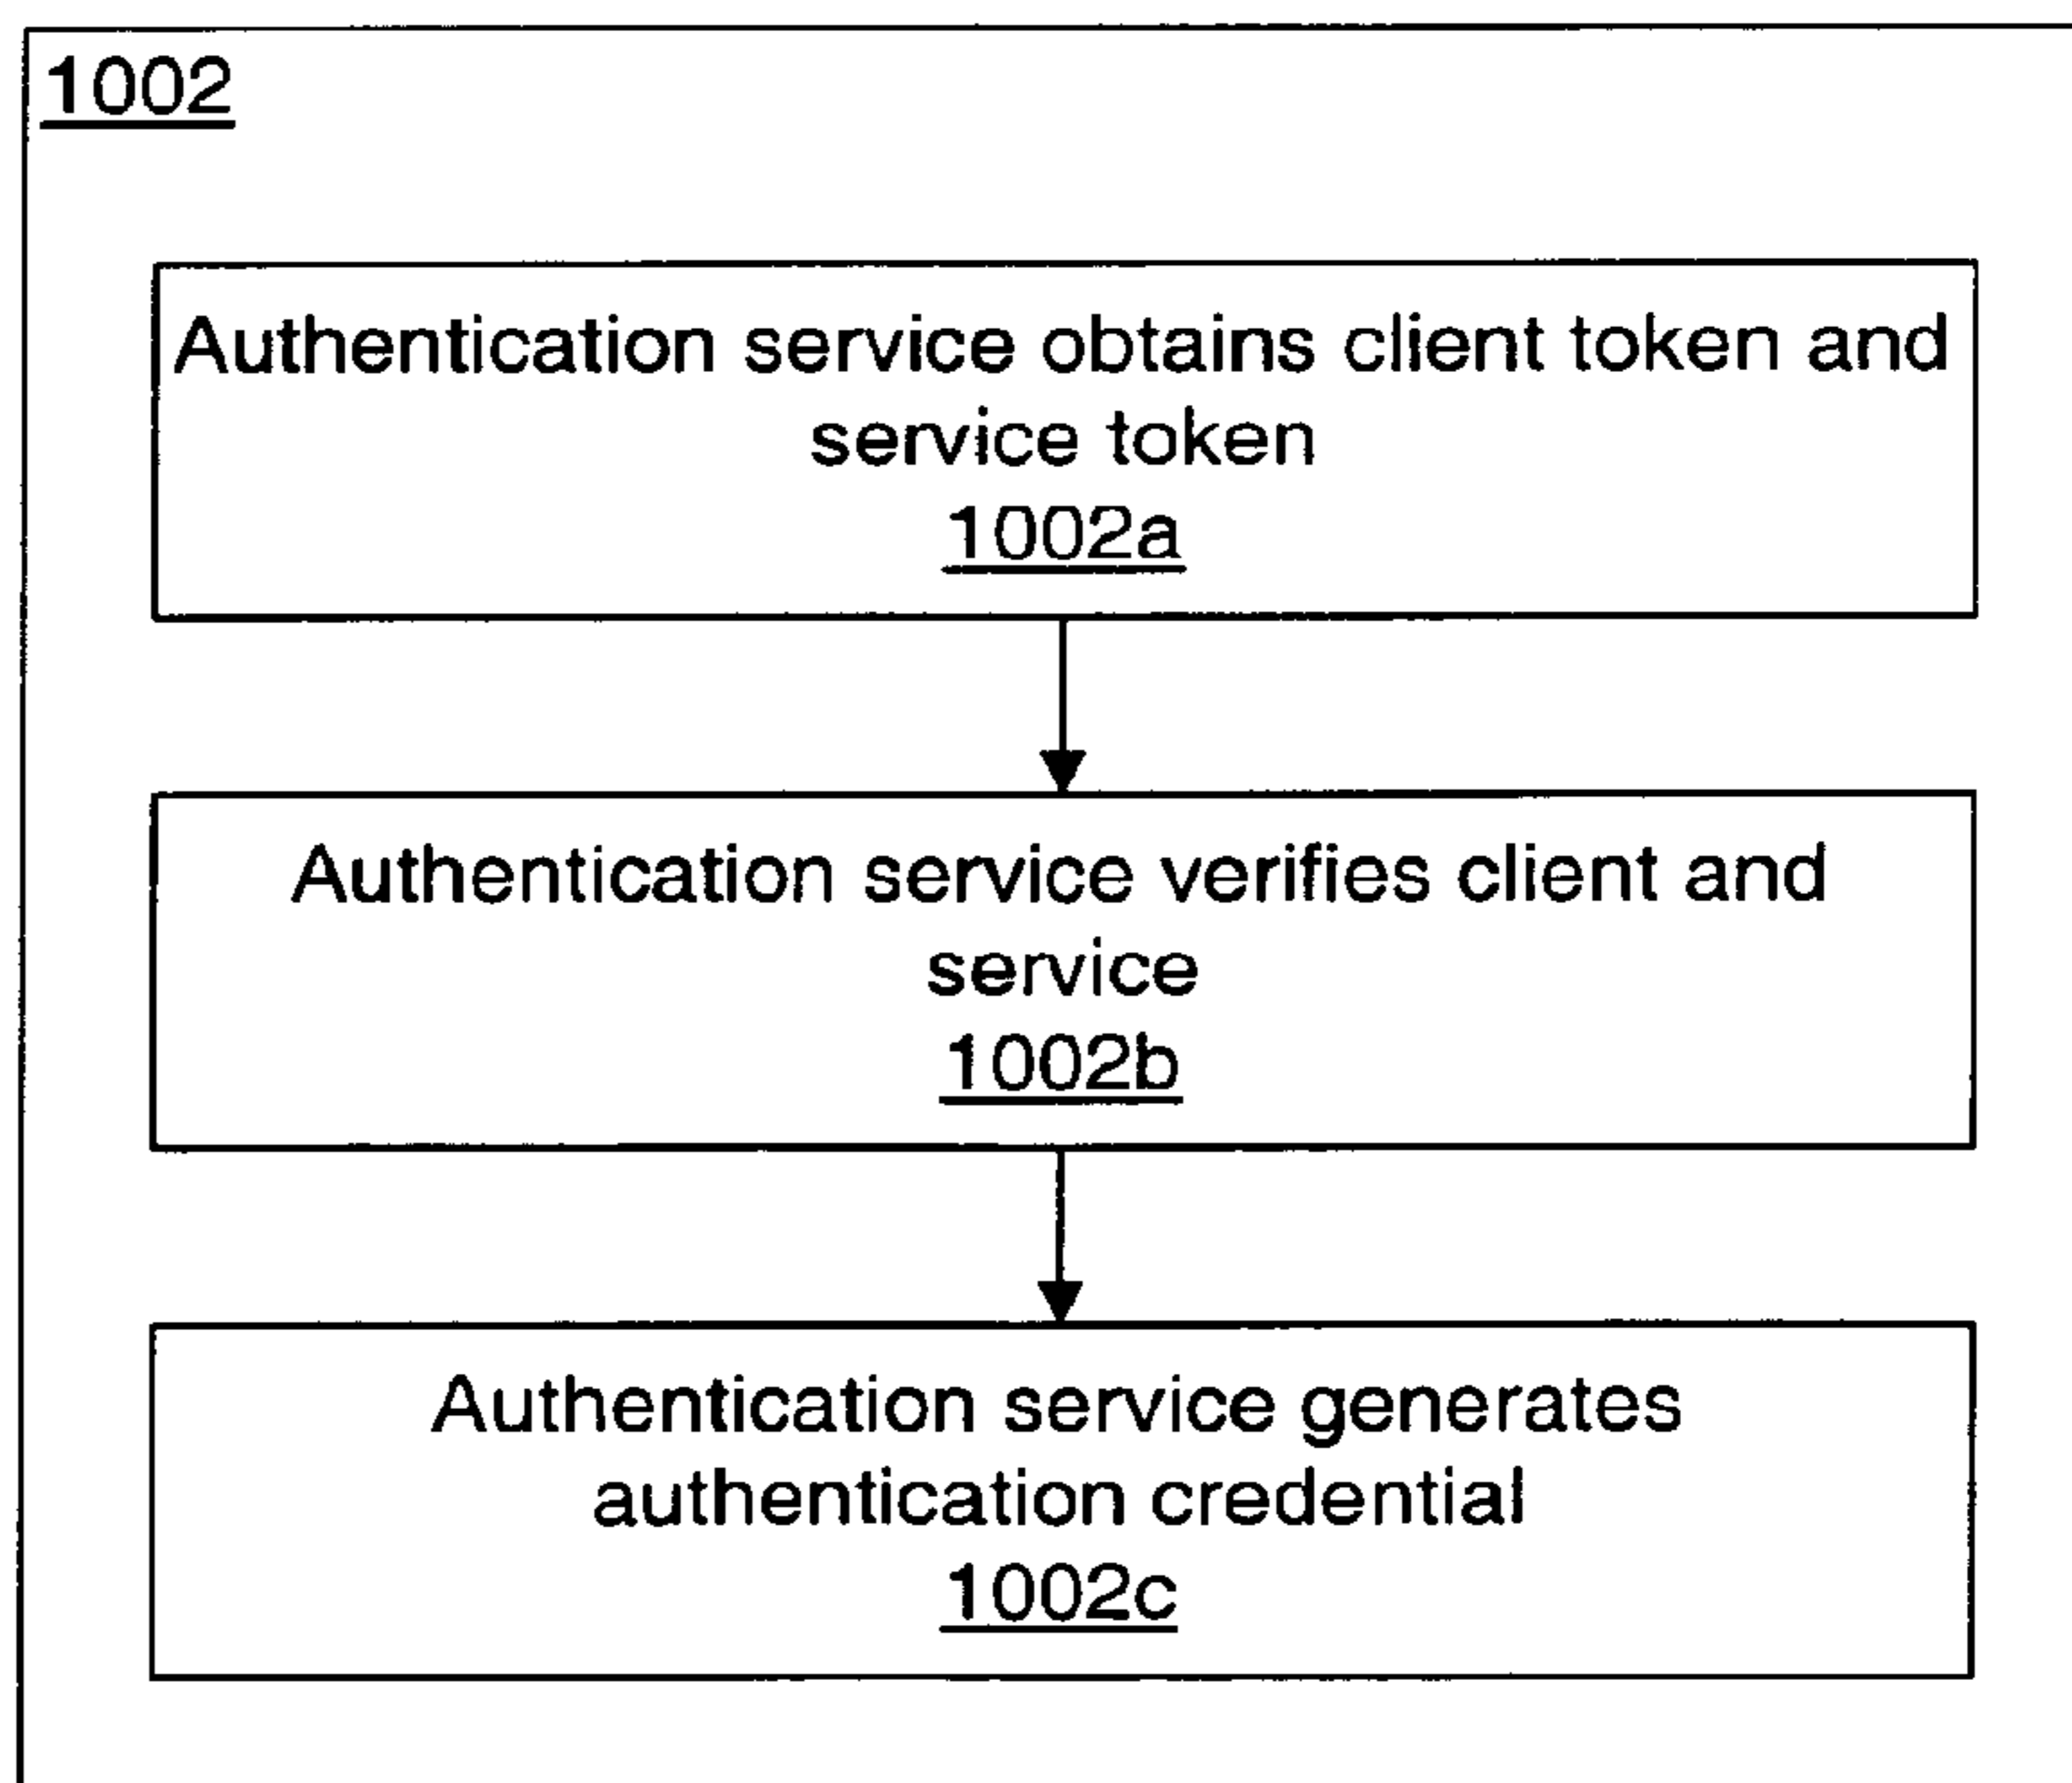 1002
Authentication service obtains client token and
service token
1002a
Authentication service verifies client and
service
1002b
Authentication service generates
authentication credential
1002c